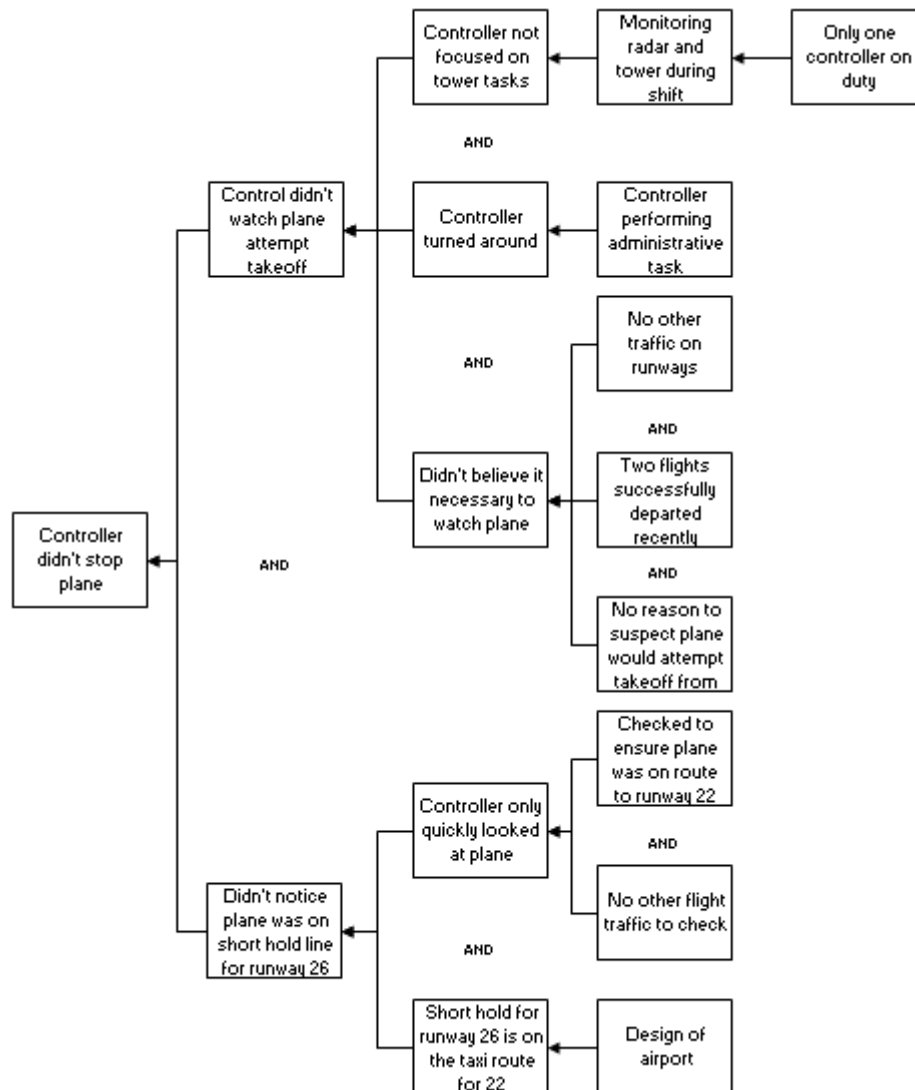 Controller not
focused on
tower tasks
Monitoring
radar and
tower during
shift
Only one
controller on
duty
AND
Control didn't
watch plane
attempt
takeoff
Controller
turned around
Controller
performing
administrative
task
No other
traffic on
runways
AND
AND
Didn't believe it
necessary to
watch plane
Two flights
successfully
departed
recently
Controller
didn't stop
plane
AND
AND
No reason to
suspect plane
would attempt
takeoff from
Checked to
ensure plane
was on route
to runway 22
Controller only
quickly looked
at plane
AND
Didn't notice
plane was on
short hold line
for runway 26
No other flight
traffic to check
AND
Short hold for
runway 26 is on
the taxi route
for 22
Design of
airport